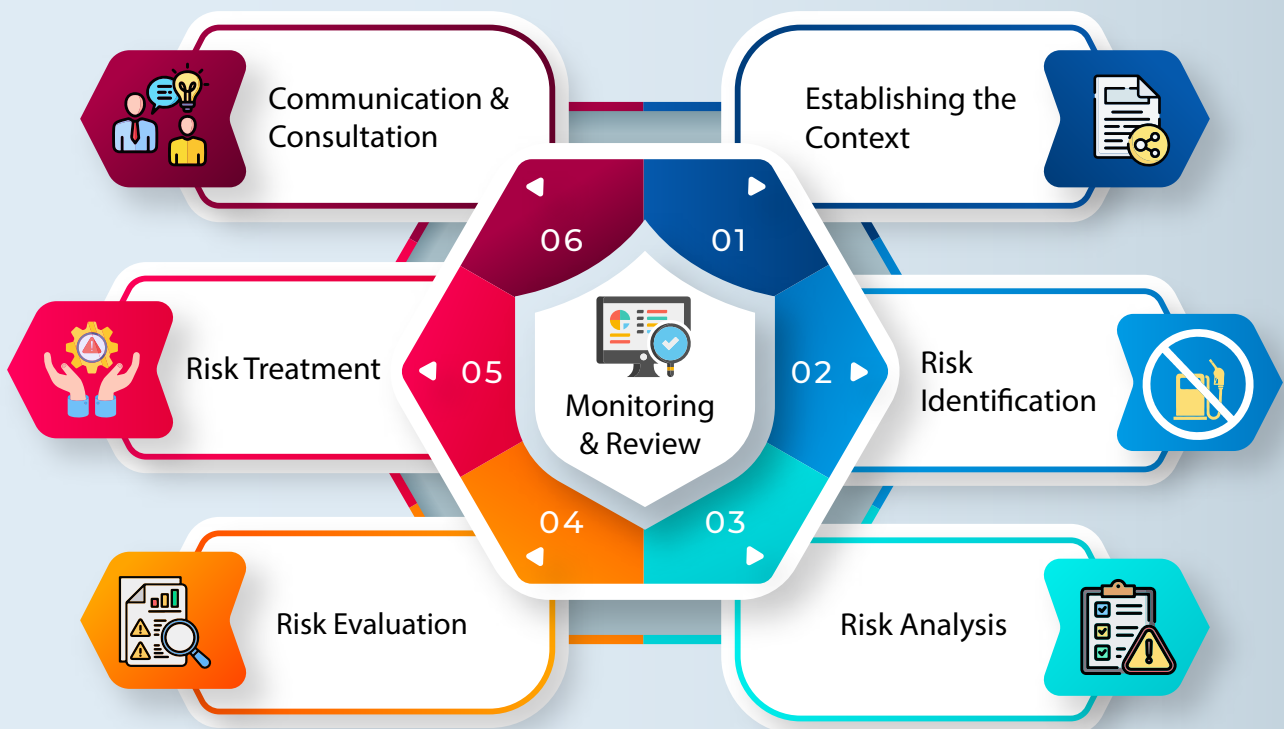 Communication &
Consultation
Establishing the
Context
06
01
Risk Treatment
05
02
Risk
Identification
Monitoring
& Review
04
03
Risk Evaluation
Risk Analysis